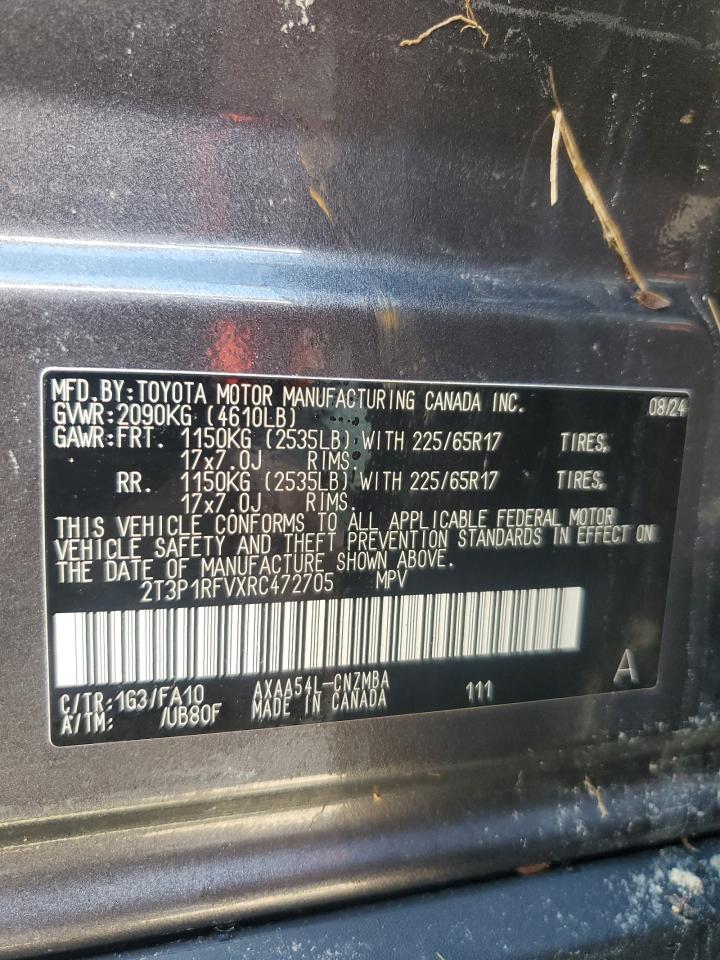 MFD.BY:TOYOTA MOTOR MANUFACTURING CANADA INC. 08/24
GVWR:2090KG (4610LB)
GAWR:FRT. 1150KG (2535LB) WITH 225/65R17 TIRES,
17x7.0J RIMS.
RR. 1150KG (2535LB) WITH 225/65R17 TIRES,
17x7.0J RIMS.
THIS VEHICLE CONFORMS TO ALL APPLICABLE FEDERAL MOTOR
VEHICLE SAFETY AND THEFT PREVENTION STANDARDS IN EFFECT ON
THE DATE OF MANUFACTURE SHOWN ABOVE.
2T3P1RFVXRC472705 MPV
C/TR:1G3/FA10 AXAA54L-CNZMBA 111 A
A/TM: /UB80F MADE IN CANADA